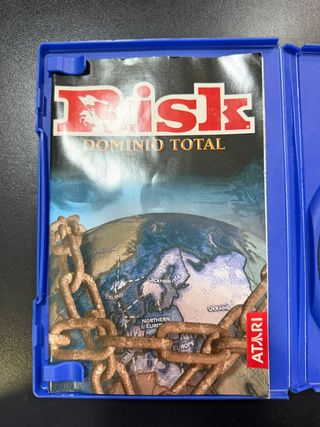 Risk
DOMINIO TOTAL
ICELAND
SCANDINAVIA
UKRAINE
NORTHERN
EUROPE
ATARI